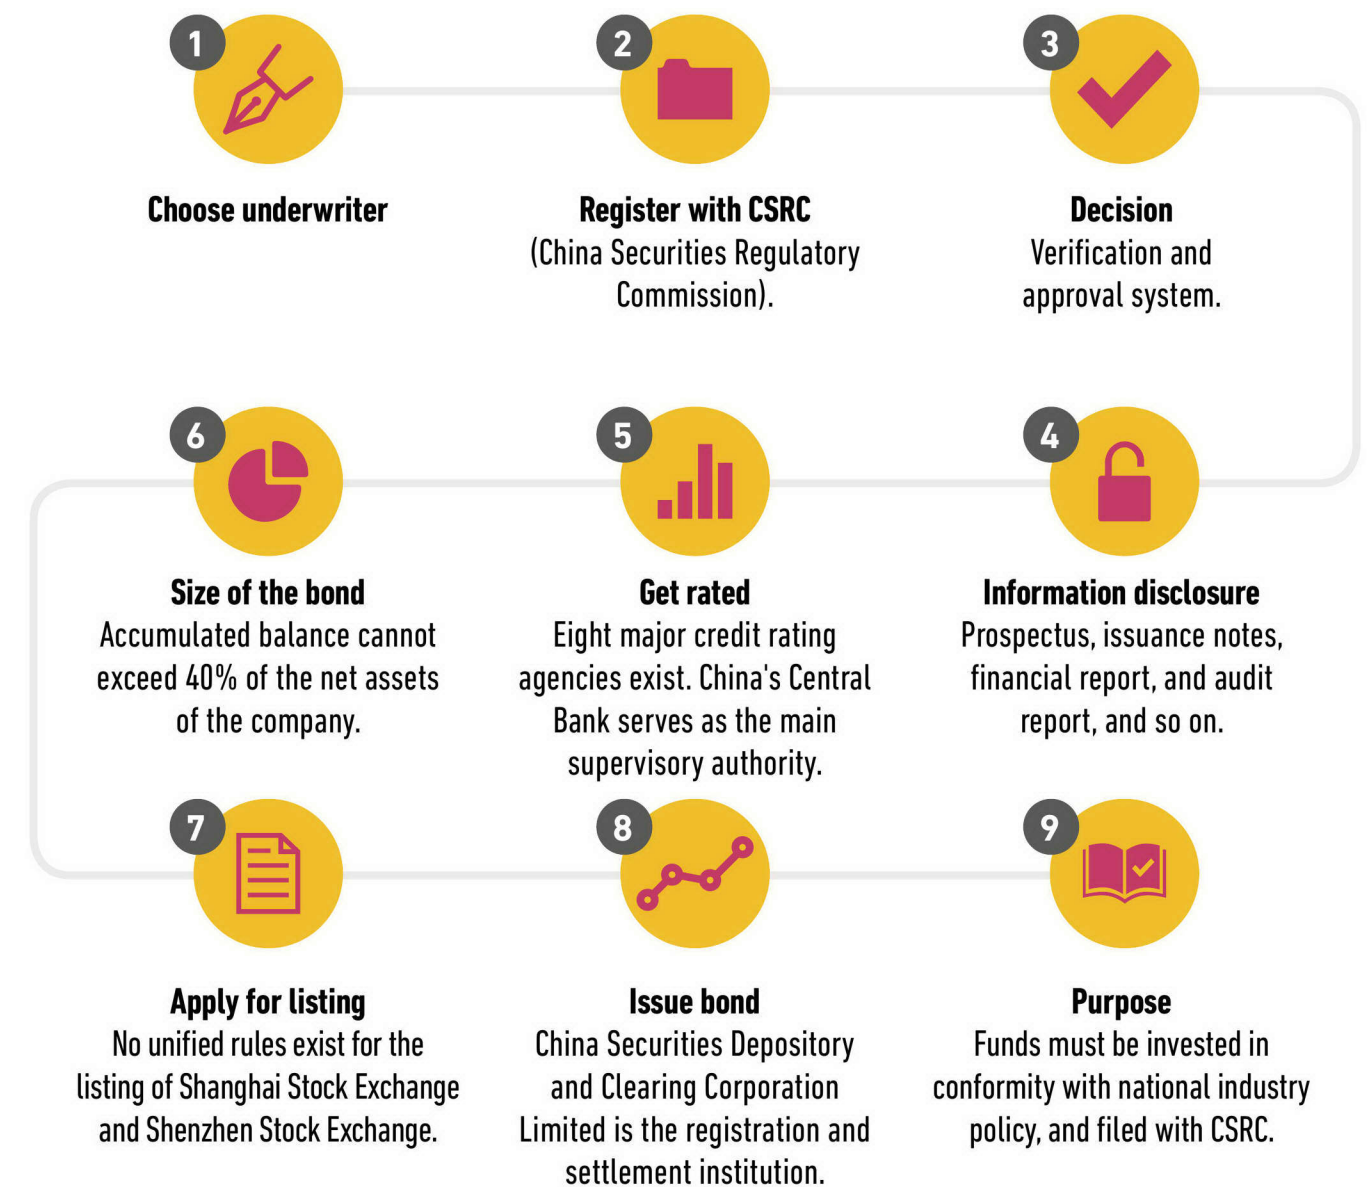 1
Choose underwriter
2
Register with CSRC
(China Securities Regulatory
Commission).
3
Decision
Verification and
approval system.
4
Information disclosure
Prospectus, issuance notes,
financial report, and audit
report, and so on.
5
Get rated
Eight major credit rating
agencies exist. China's Central
Bank serves as the main
supervisory authority.
6
Size of the bond
Accumulated balance cannot
exceed 40% of the net assets
of the company.
7
Apply for listing
No unified rules exist for the
listing of Shanghai Stock Exchange
and Shenzhen Stock Exchange.
8
Issue bond
China Securities Depository
and Clearing Corporation
Limited is the registration and
settlement institution.
9
Purpose
Funds must be invested in
conformity with national industry
policy, and filed with CSRC.